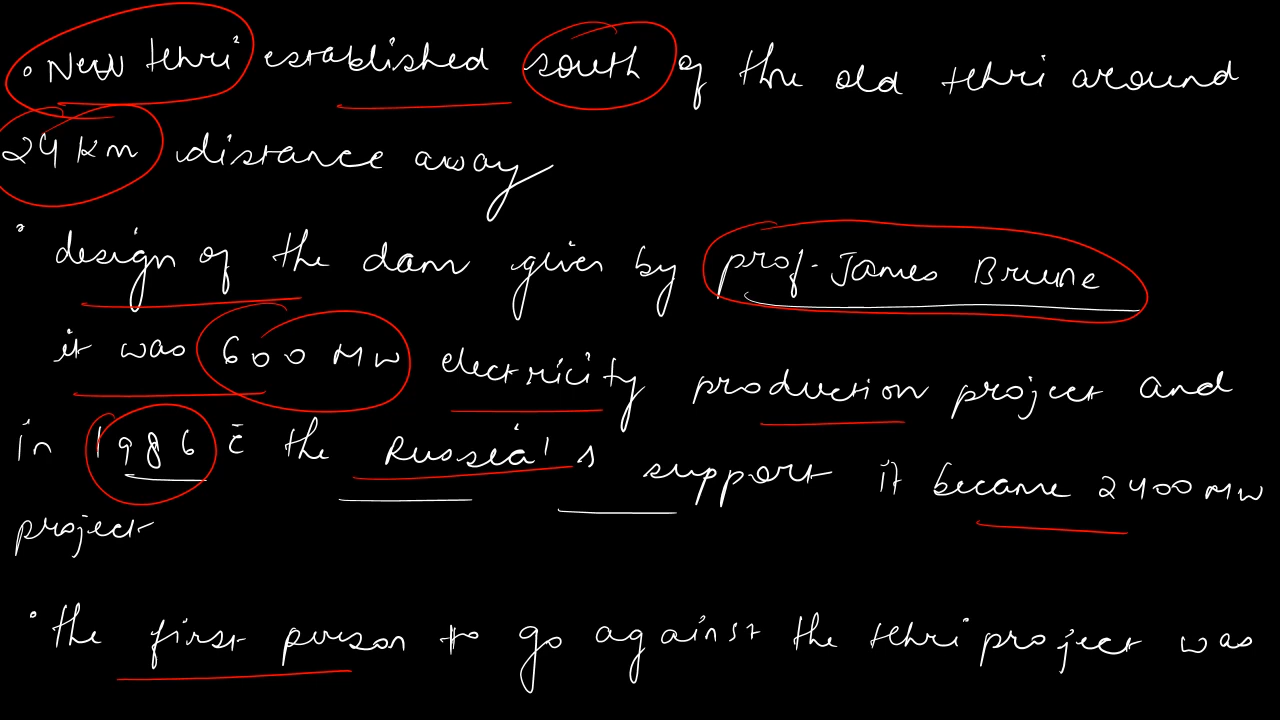 • New tehri established south of the old tehri around
24 km distance away
• design of the dam given by prof. James Brune
it was 600 MW electricity production project and
in 1986 c̄ the Russia's support it became 2400 MW
project
• the first person to go against the tehri project was